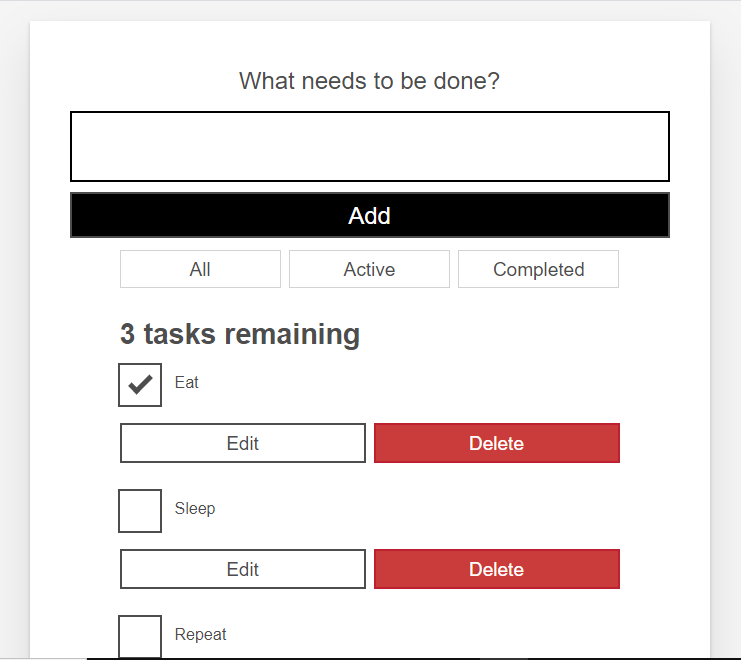 What needs to be done?
Add
All Active Completed
3 tasks remaining
Eat
Edit Delete
Sleep
Edit Delete
Repeat